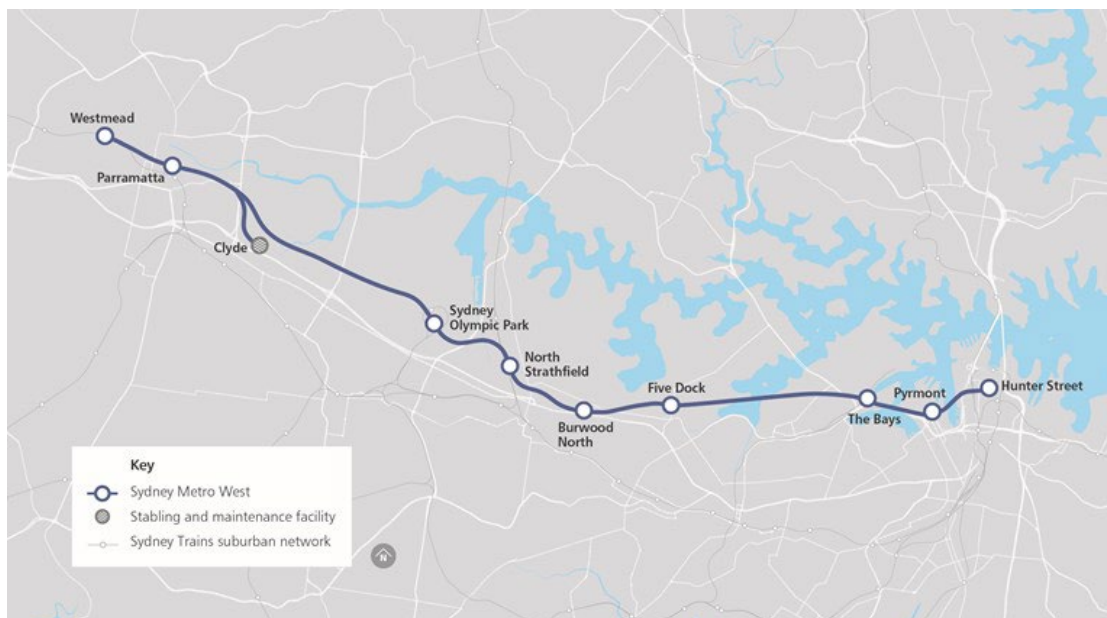 Westmead
Parramatta
Clyde
Sydney
Olympic Park
North
Strathfield
Five Dock
Burwood
North
Pyrmont
Hunter Street
The Bays
Key
Sydney Metro West
Stabling and maintenance facility
Sydney Trains suburban network
N